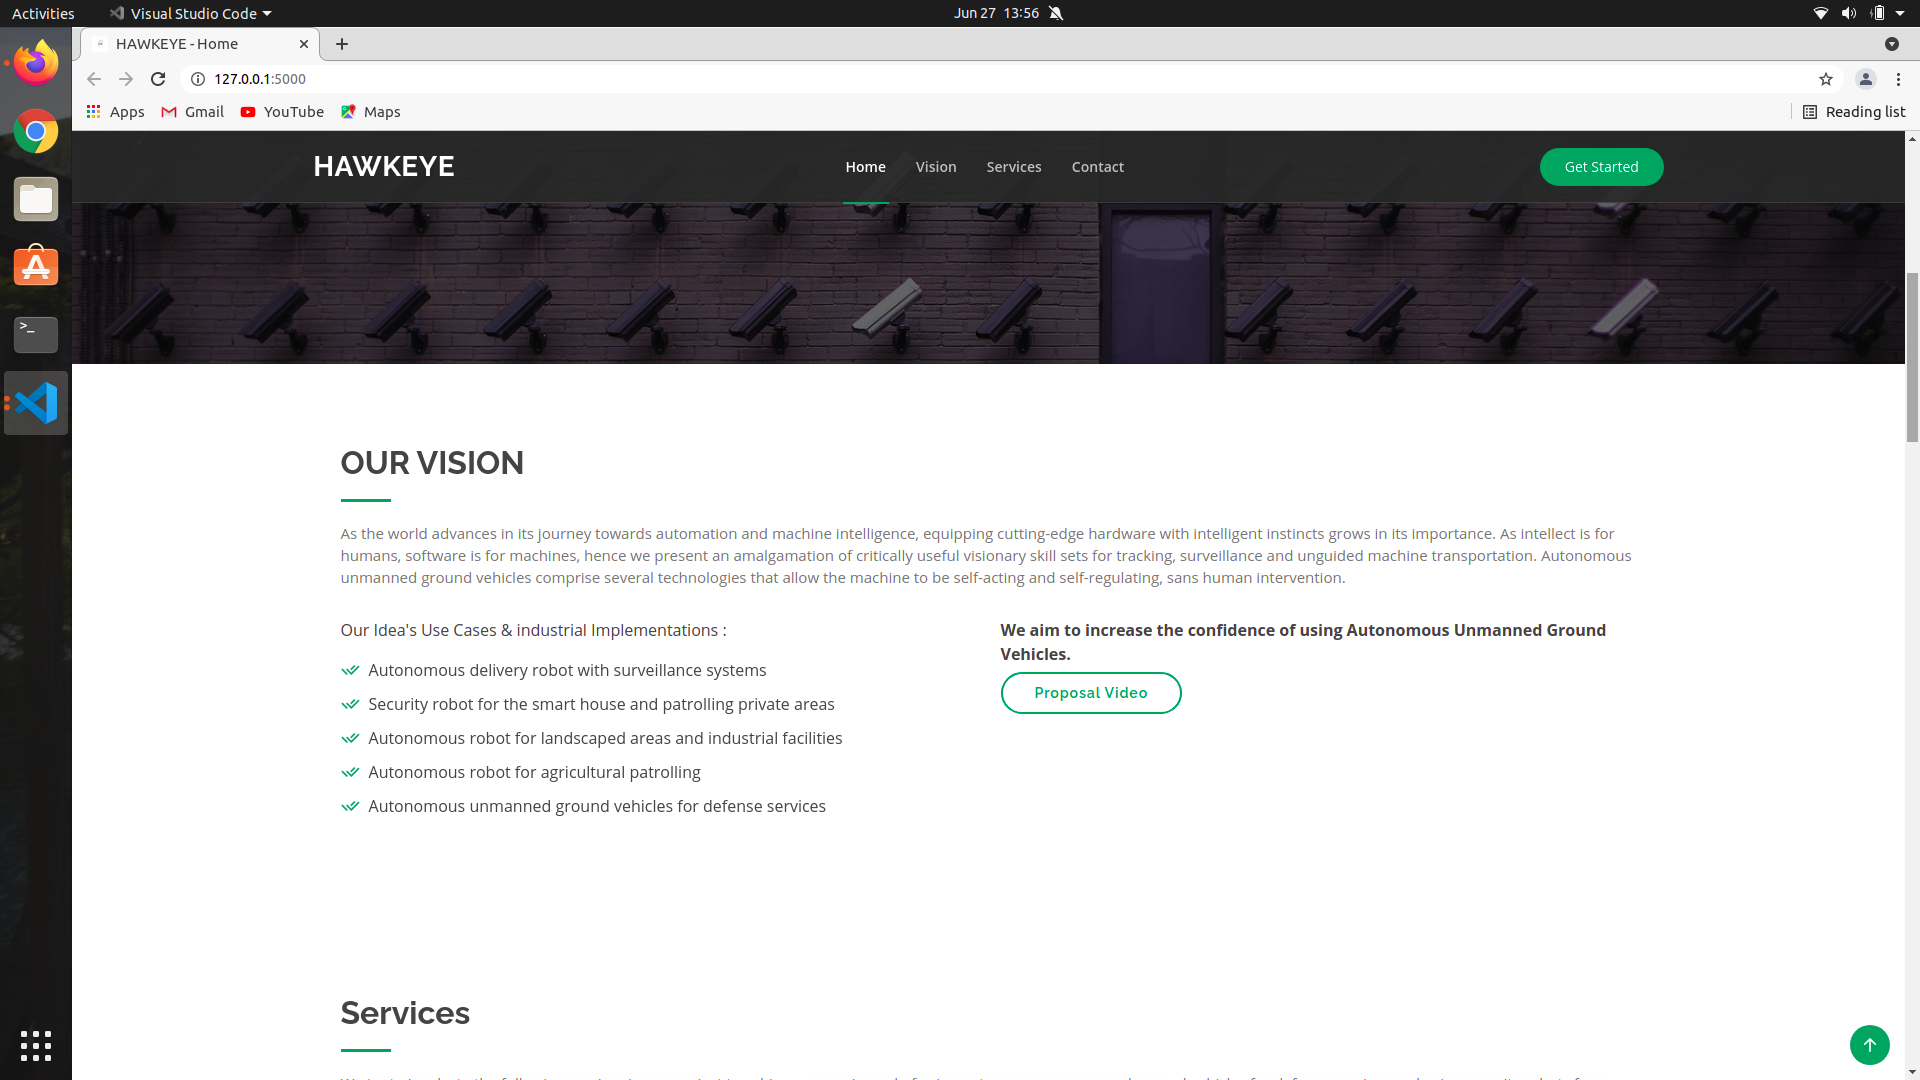 Activities
Visual Studio Code
Jun 27 13:56
HAWKEYE - Home
127.0.0.1:5000
Apps
Gmail
YouTube
Maps
Reading list
HAWKEYE
Home
Vision
Services
Contact
Get Started
OUR VISION
As the world advances in its journey towards automation and machine intelligence, equipping cutting-edge hardware with intelligent instincts grows in its importance. As intellect is for
humans, software is for machines, hence we present an amalgamation of critically useful visionary skill sets for tracking, surveillance and unguided machine transportation. Autonomous
unmanned ground vehicles comprise several technologies that allow the machine to be self-acting and self-regulating, sans human intervention.
Our Idea's Use Cases & industrial Implementations :
Autonomous delivery robot with surveillance systems
Security robot for the smart house and patrolling private areas
Autonomous robot for landscaped areas and industrial facilities
Autonomous robot for agricultural patrolling
Autonomous unmanned ground vehicles for defense services
We aim to increase the confidence of using Autonomous Unmanned Ground
Vehicles.
Proposal Video
Services